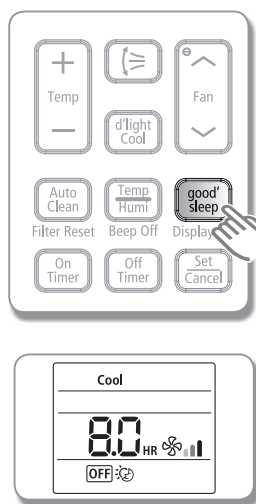 Temp
d'light
Cool
Fan
Auto
Clean
Temp
Humi
good'
sleep
Filter Reset Beep Off Display
On
Timer
Off
Timer
Set
Cancel
Cool
8.0 HR
OFF